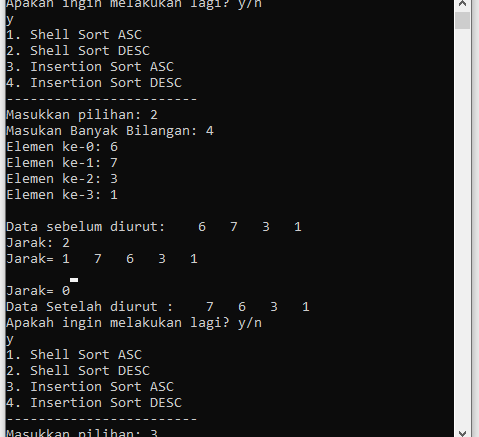 Apakah ingin melakukan lagi? y/n
y
1. Shell Sort ASC
2. Shell Sort DESC
3. Insertion Sort ASC
4. Insertion Sort DESC
------------------------
Masukkan pilihan: 2
Masukan Banyak Bilangan: 4
Elemen ke-0: 6
Elemen ke-1: 7
Elemen ke-2: 3
Elemen ke-3: 1
Data sebelum diurut:    6   7   3   1
Jarak: 2
Jarak= 1   7   6   3   1
Jarak= 0
Data Setelah diurut :    7   6   3   1
Apakah ingin melakukan lagi? y/n
y
1. Shell Sort ASC
2. Shell Sort DESC
3. Insertion Sort ASC
4. Insertion Sort DESC
------------------------
Masukkan pilihan: 3